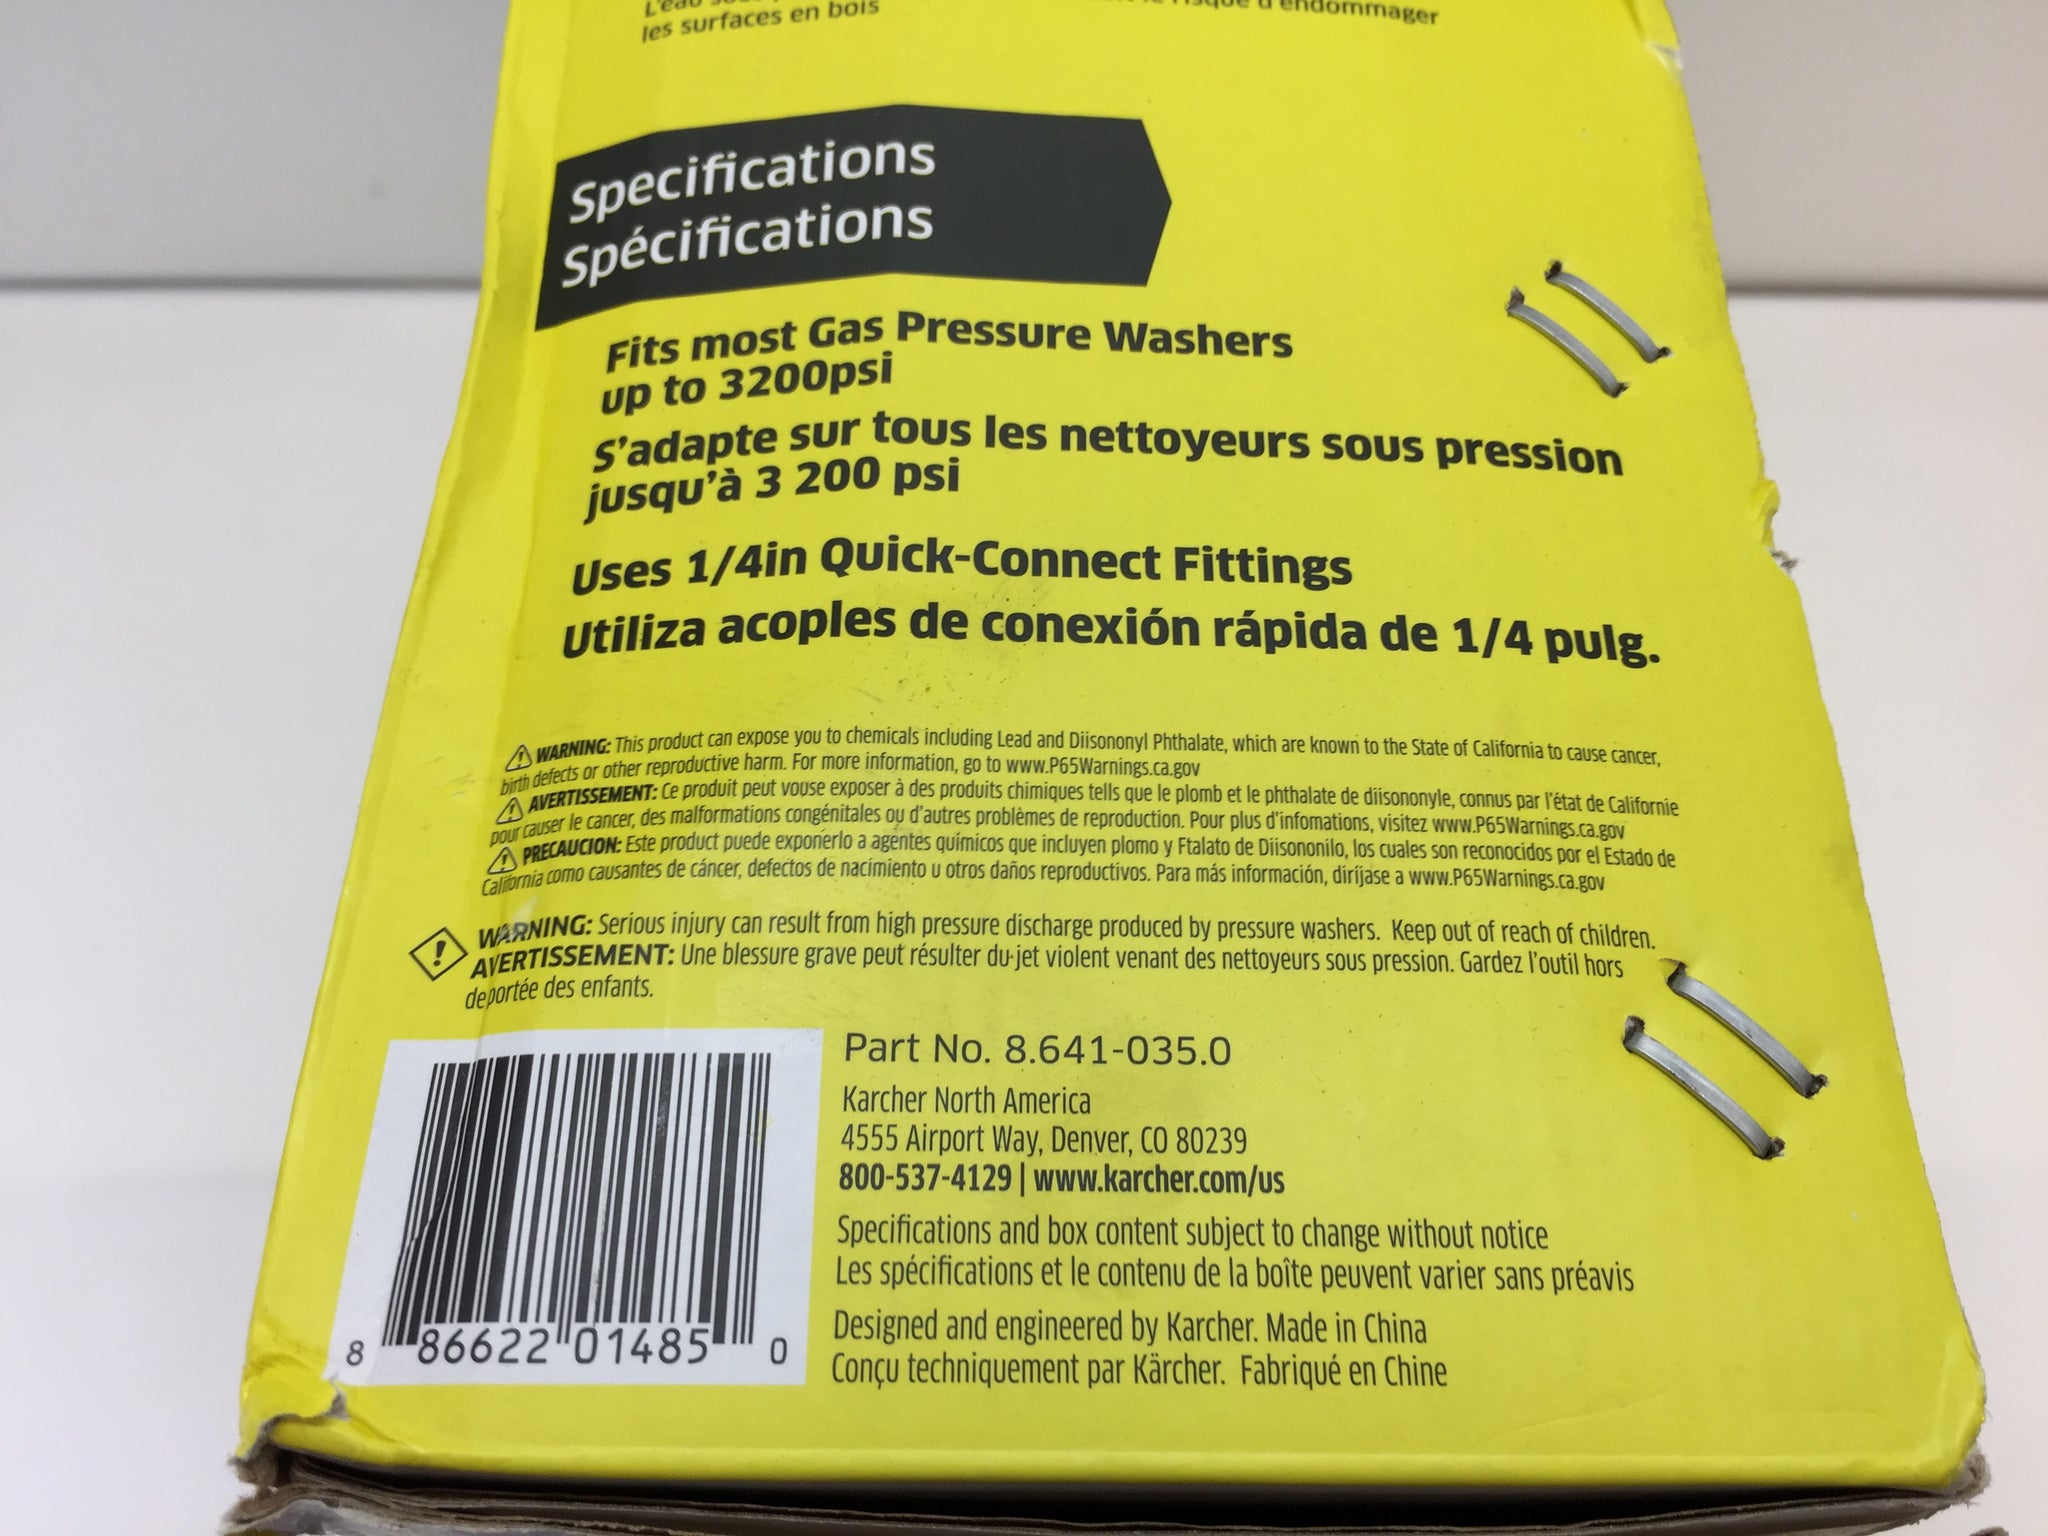 L'eau
d'endommager
les surfaces en bois
Specifications
Spécifications
Fits most Gas Pressure Washers
up to 3200psi
S'adapte sur tous les nettoyeurs sous pression
jusqu'à 3 200 psi
Uses 1/4in Quick-Connect Fittings
Utiliza acoples de conexión rápida de 1/4 pulg.
WARNING: This product can expose you to chemicals including Lead and Diisononyl Phthalate, which are known to the State of California to cause cancer,
birth defects or other reproductive harm. For more information, go to www.P65Warnings.ca.gov
AVERTISSEMENT: Ce produit peut vouse exposer à des produits chimiques tells que le plomb et le phthalate de diisononyle, connus par l'état de Californie
pour causer le cancer, des malformations congénitales ou d'autres problèmes de reproduction. Pour plus d'infomations, visitez www.P65Warnings.ca.gov
PRECAUCION: Este product puede exponerlo a agentes químicos que incluyen plomo y Ftalato de Diisononilo, los cuales son reconocidos por el Estado de
California como causantes de cáncer, defectos de nacimiento u otros daños reproductivos. Para más información, diríjase a www.P65Warnings.ca.gov
WARNING: Serious injury can result from high pressure discharge produced by pressure washers. Keep out of reach of children.
AVERTISSEMENT: Une blessure grave peut résulter du jet violent venant des nettoyeurs sous pression. Gardez l'outil hors
de portée des enfants.
Part No. 8.641-035.0
Karcher North America
4555 Airport Way, Denver, CO 80239
800-537-4129 | www.karcher.com/us
Specifications and box content subject to change without notice
Les spécifications et le contenu de la boîte peuvent varier sans préavis
Designed and engineered by Karcher. Made in China
Conçu techniquement par Kärcher. Fabriqué en Chine
8 86622 01485 0